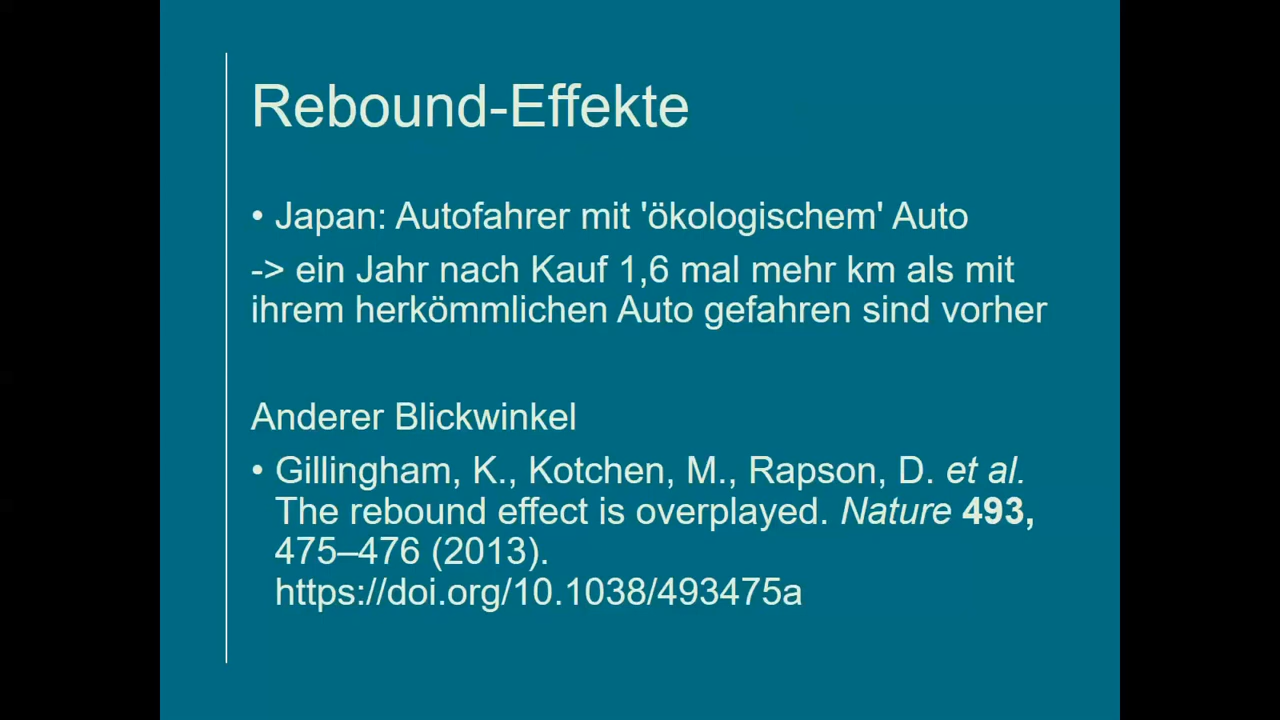 Rebound-Effekte
• Japan: Autofahrer mit 'ökologischem' Auto
-> ein Jahr nach Kauf 1,6 mal mehr km als mit
ihrem herkömmlichen Auto gefahren sind vorher
Anderer Blickwinkel
• Gillingham, K., Kotchen, M., Rapson, D. et al.
The rebound effect is overplayed. Nature 493,
475–476 (2013).
https://doi.org/10.1038/493475a